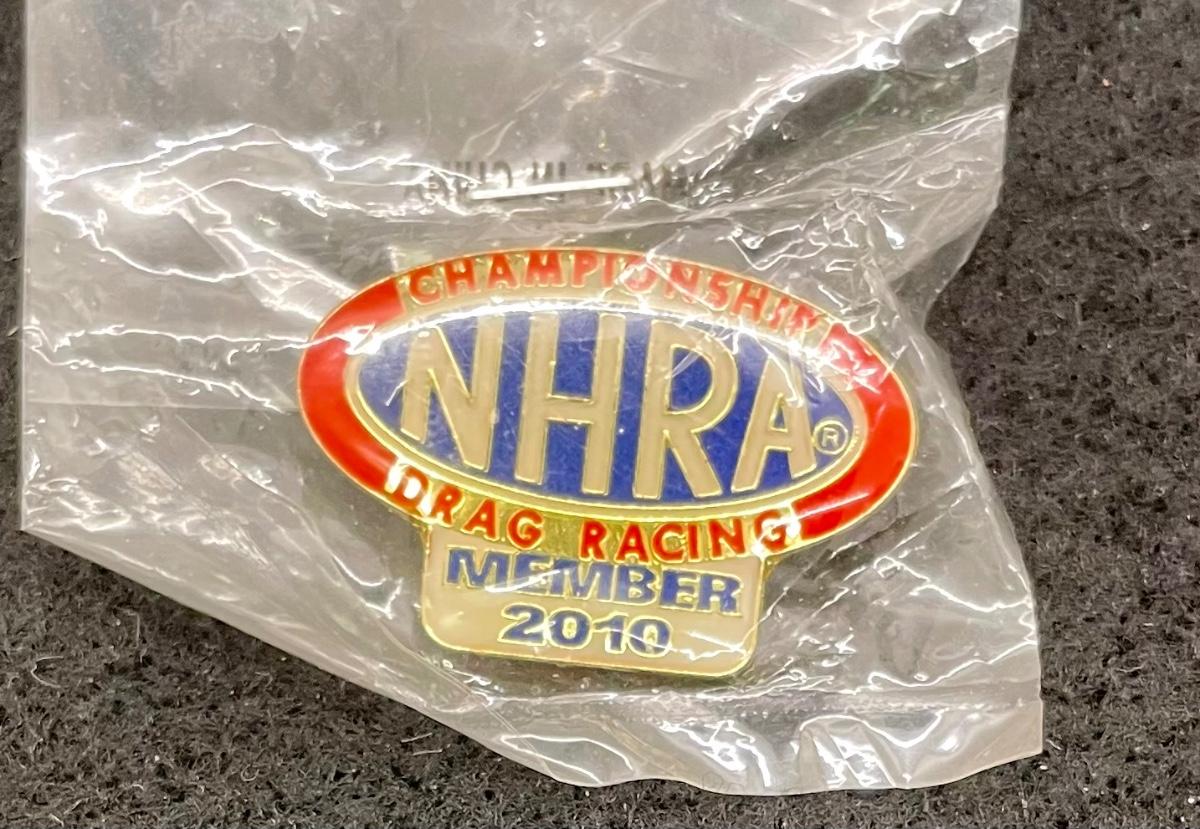 CHAMPIONSHIP
NHRA®
DRAG RACING
MEMBER
2010